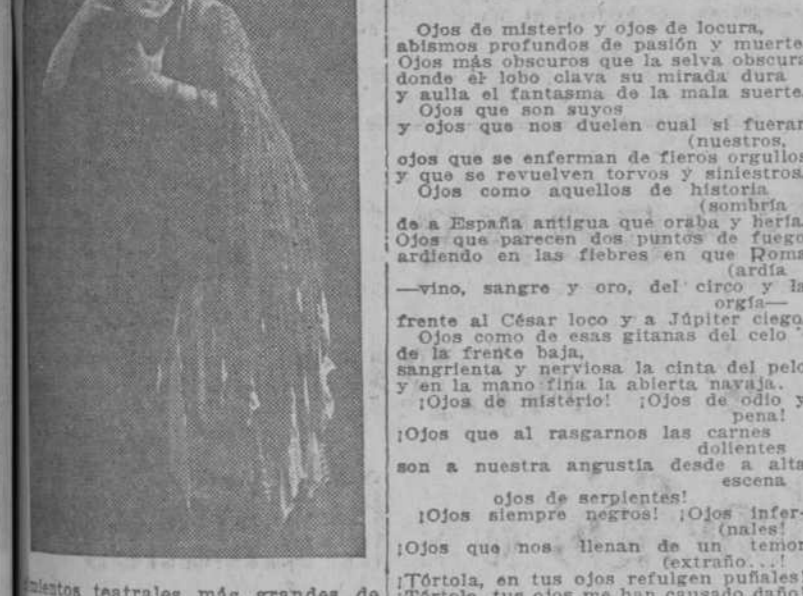 Ojos de misterio y ojos de locura,
abismos profundos de pasión y muerte
Ojos más obscuros que la selva obscura
donde el lobo clava su mirada dura
y aulla el fantasma de la mala suerte.
Ojos que son suyos
y ojos que nos duelen cual si fueran
(nuestros,
ojos que se enferman de fieros orgullos
y que se revuelven torvos y siniestros.
Ojos como aquellos de historia
(sombría
de a España antigua que oraba y hería.
Ojos que parecen dos puntos de fuego
ardiendo en las fiebres en que Roma
(ardía
—vino, sangre y oro, del circo y la
orgía—
frente al César loco y a Júpiter ciego.
Ojos como de esas gitanas del celo
de la frente baja,
sangrienta y nerviosa la cinta del pelo
y en la mano fina la abierta navaja.
¡Ojos de misterio! ¡Ojos de odio y
pena!
¡Ojos que al rasgarnos las carnes
dolientes
son a nuestra angustia desde a alta
escena
ojos de serpientes!
¡Ojos siempre negros! ¡Ojos infer-
(nales!
¡Ojos que nos llenan de un temor
(extraño...!
¡Tórtola, en tus ojos refulgen puñales!
¡Tórtola, tus ojos me han causado daño!
teatrales más grandes de